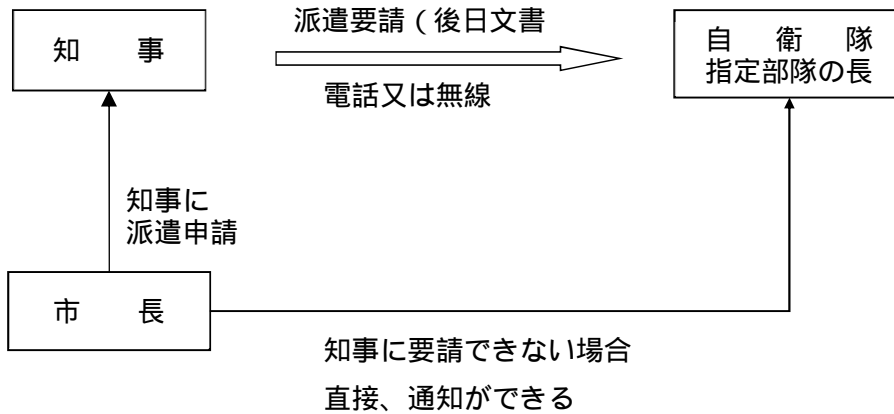 派遣要請（後日文書
知　　事
自　衛　隊
指定部隊の長
電話又は無線
知事に
派遣申請
市　　長
知事に要請できない場合
直接、通知ができる